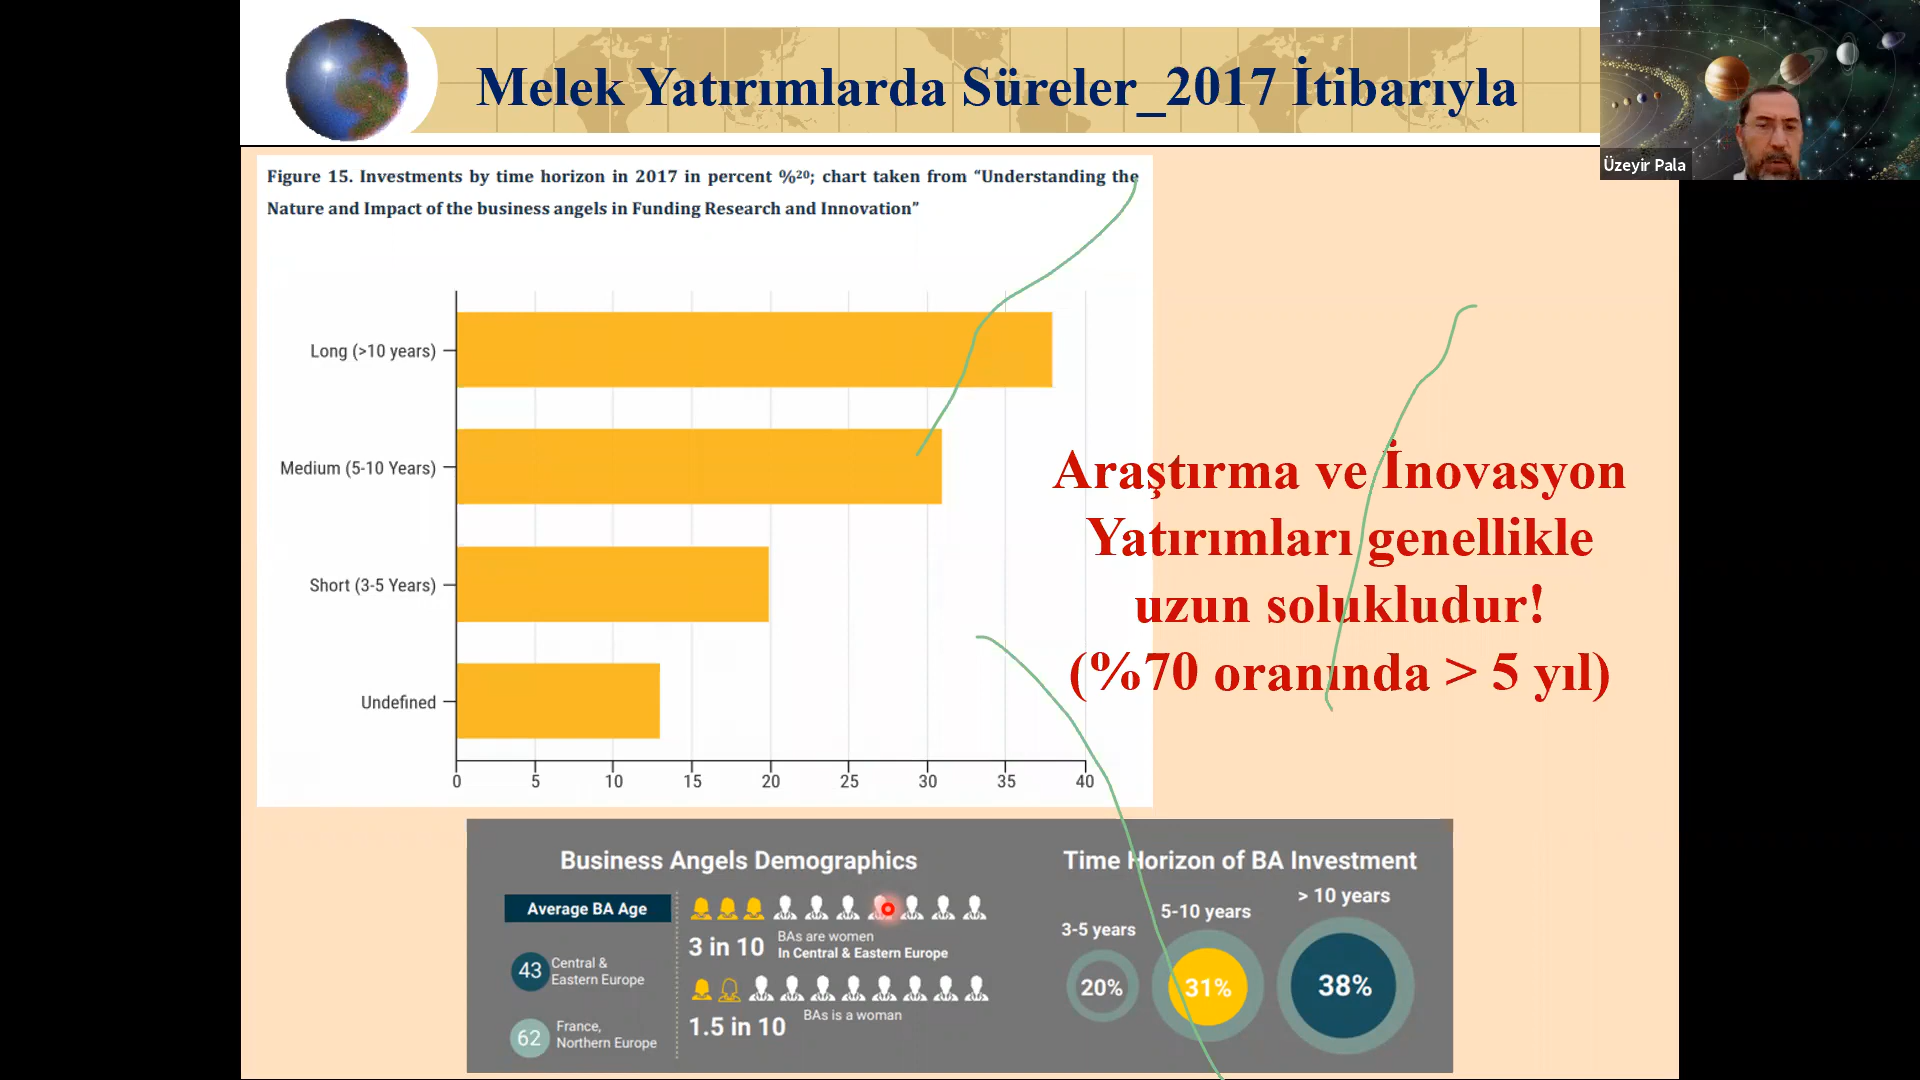 Melek Yatırımlarda Süreler_2017 İtibarıyla
Üzeyir Pala
Figure 15. Investments by time horizon in 2017 in percent %²⁰; chart taken from “Understanding the
Nature and Impact of the business angels in Funding Research and Innovation”
Long (>10 years)
Medium (5-10 Years)
Short (3-5 Years)
Undefined
0 5 10 15 20 25 30 35 40
Araştırma ve İnovasyon
Yatırımları genellikle
uzun solukludur!
(%70 oranında > 5 yıl)
Business Angels Demographics
Average BA Age
43 Central &
Eastern Europe
62 France,
Northern Europe
3 in 10 BAs are women
In Central & Eastern Europe
1.5 in 10 BAs is a woman
Time Horizon of BA Investment
3-5 years
5-10 years
> 10 years
20%
31%
38%